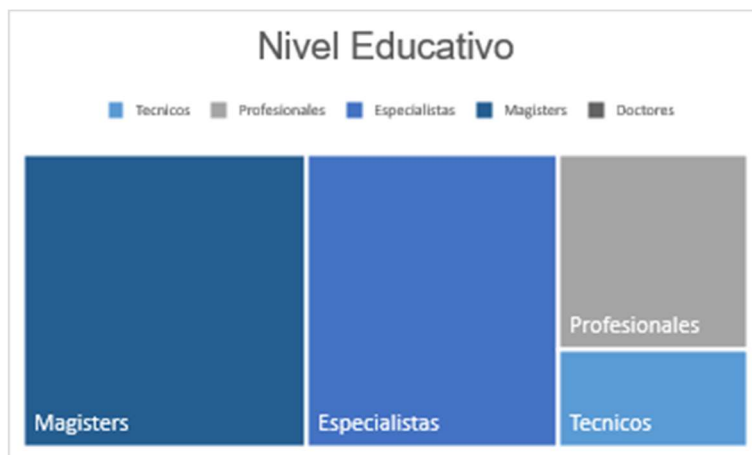 Nivel Educativo
Tecnicos Profesionales Especialistas Magisters Doctores
Profesionales
Magisters Especialistas Tecnicos